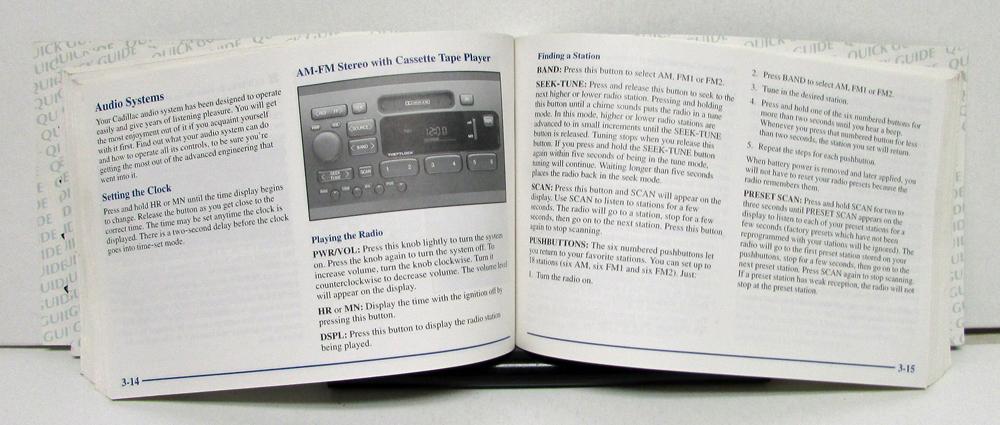 QUICK GUIDE
Audio Systems
Your Cadillac audio system has been designed to operate
easily and give years of listening pleasure. You will get
the most enjoyment out of it if you acquaint yourself
with it first. Find out what your audio system can do
and how to operate all its controls, to be sure you're
getting the most out of the advanced engineering that
went into it.
Setting the Clock
Press and hold HR or MN until the time display begins
to change. Release the button as you get close to the
displayed. There is a two-second delay before the clock
goes into time-set mode.
AM-FM Stereo with Cassette Tape Player
SOURCE
BAND
12:00
THEFTLOCK
SEEK
TUNE
SCAN
1
2
3
4
5
6
Playing the Radio
PWR/VOL: Press this knob lightly to turn the system
on. Press the knob again to turn the system off. To
increase volume, turn the knob clockwise. Turn it
counterclockwise to decrease volume. The volume level
will appear on the display.
HR or MN: Display the time with the ignition off by
pressing this button.
DSPL: Press this button to display the radio station
being played.
3-14
Finding a Station
BAND: Press this button to select AM, FM1 or FM2.
SEEK-TUNE: Press and release this button to seek to the
next higher or lower radio station. Pressing and holding
this button until a chime sounds puts the radio in a tune
mode. In this mode, higher or lower radio stations are
advanced to in small increments until the SEEK-TUNE
button is released. Tuning stops when you release the
button. If you press and hold the SEEK-TUNE button
again within five seconds of being in the tune mode,
tuning will continue. Waiting longer than five seconds
places the radio back in the seek mode.
SCAN: Press this button and SCAN will appear on the
display. Use SCAN to listen to stations for a few
seconds. The radio will go to a station, stop for a few
seconds, then go on to the next station. Press this button
again to stop scanning.
PUSHBUTTONS: The six numbered pushbuttons let
you return to your favorite stations. You can set up to
18 stations (six AM, six FM1 and six FM2). Just:
1. Turn the radio on.
2. Press BAND to select AM, FM1 or FM2.
3. Tune in the desired station.
4. Press and hold one of the six numbered buttons for
more than two seconds until you hear a beep.
Whenever you press that numbered button for less
than two seconds, the station you set will return.
5. Repeat the steps for each pushbutton.
When battery power is removed and later applied, you
will not have to reset your radio presets because the
radio remembers them.
PRESET SCAN: Press and hold SCAN for two to
three seconds until PRESET SCAN appears on the
display to listen to each of your preset stations for a
few seconds (factory presets which have not been
reprogrammed with your stations will be ignored). The
radio will go to the first preset station stored on your
pushbuttons, stop for a few seconds, then go on to the
next preset station. Press SCAN again to stop scanning.
If a preset station has weak reception, the radio will not
stop at the preset station.
3-15